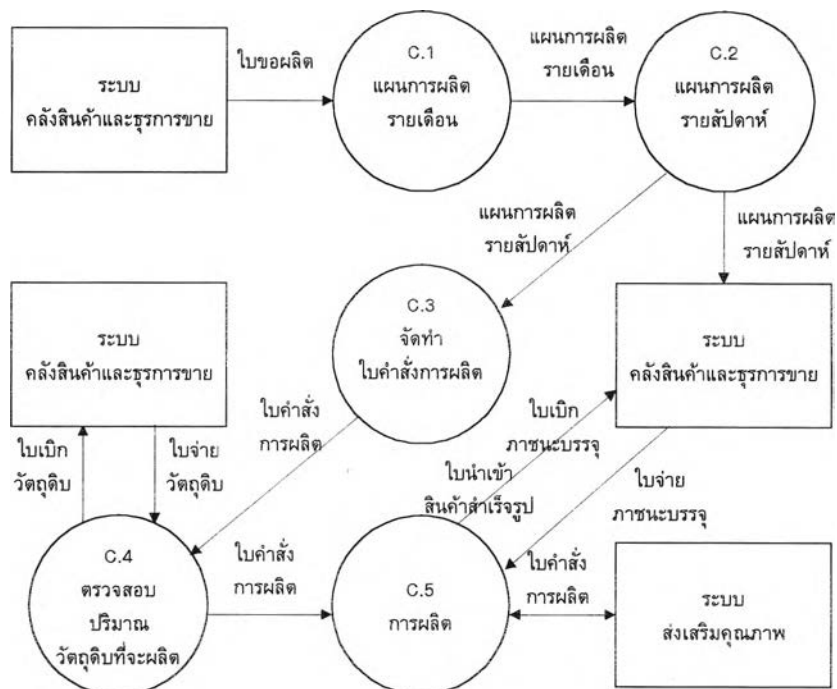 ระบบ
คลังสินค้าและธุรการขาย
ใบขอผลิต
C.1
แผนการผลิต
รายเดือน
แผนการผลิต
รายเดือน
C.2
แผนการผลิต
รายสัปดาห์
แผนการผลิต
รายสัปดาห์
แผนการผลิต
รายสัปดาห์
ระบบ
คลังสินค้าและธุรการขาย
C.3
จัดทำ
ใบคำสั่งการผลิต
ระบบ
คลังสินค้าและธุรการขาย
ใบเบิก
วัตถุดิบ
ใบจ่าย
วัตถุดิบ
ใบคำสั่ง
การผลิต
ใบเบิก
ภาชนะบรรจุ
ใบนำเข้า
สินค้าสำเร็จรูป
ใบจ่าย
ภาชนะบรรจุ
C.4
ตรวจสอบ
ปริมาณ
วัตถุดิบที่จะผลิต
ใบคำสั่ง
การผลิต
C.5
การผลิต
ใบคำสั่ง
การผลิต
ระบบ
ส่งเสริมคุณภาพ